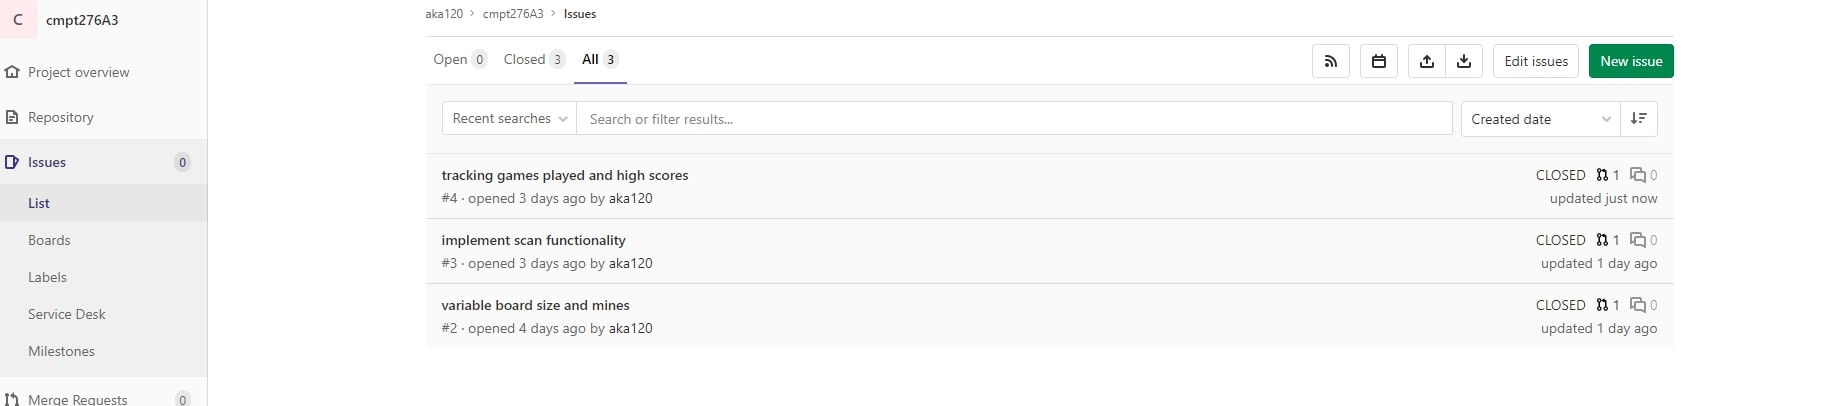 C cmpt276A3
Project overview
Repository
Issues 0
List
Boards
Labels
Service Desk
Milestones
Merge Requests 0
aka120 > cmpt276A3 > Issues
Open 0 Closed 3 All 3
Edit issues New issue
Recent searches Search or filter results... Created date
tracking games played and high scores CLOSED 1 0
#4 · opened 3 days ago by aka120 updated just now
implement scan functionality CLOSED 1 0
#3 · opened 3 days ago by aka120 updated 1 day ago
variable board size and mines CLOSED 1 0
#2 · opened 4 days ago by aka120 updated 1 day ago